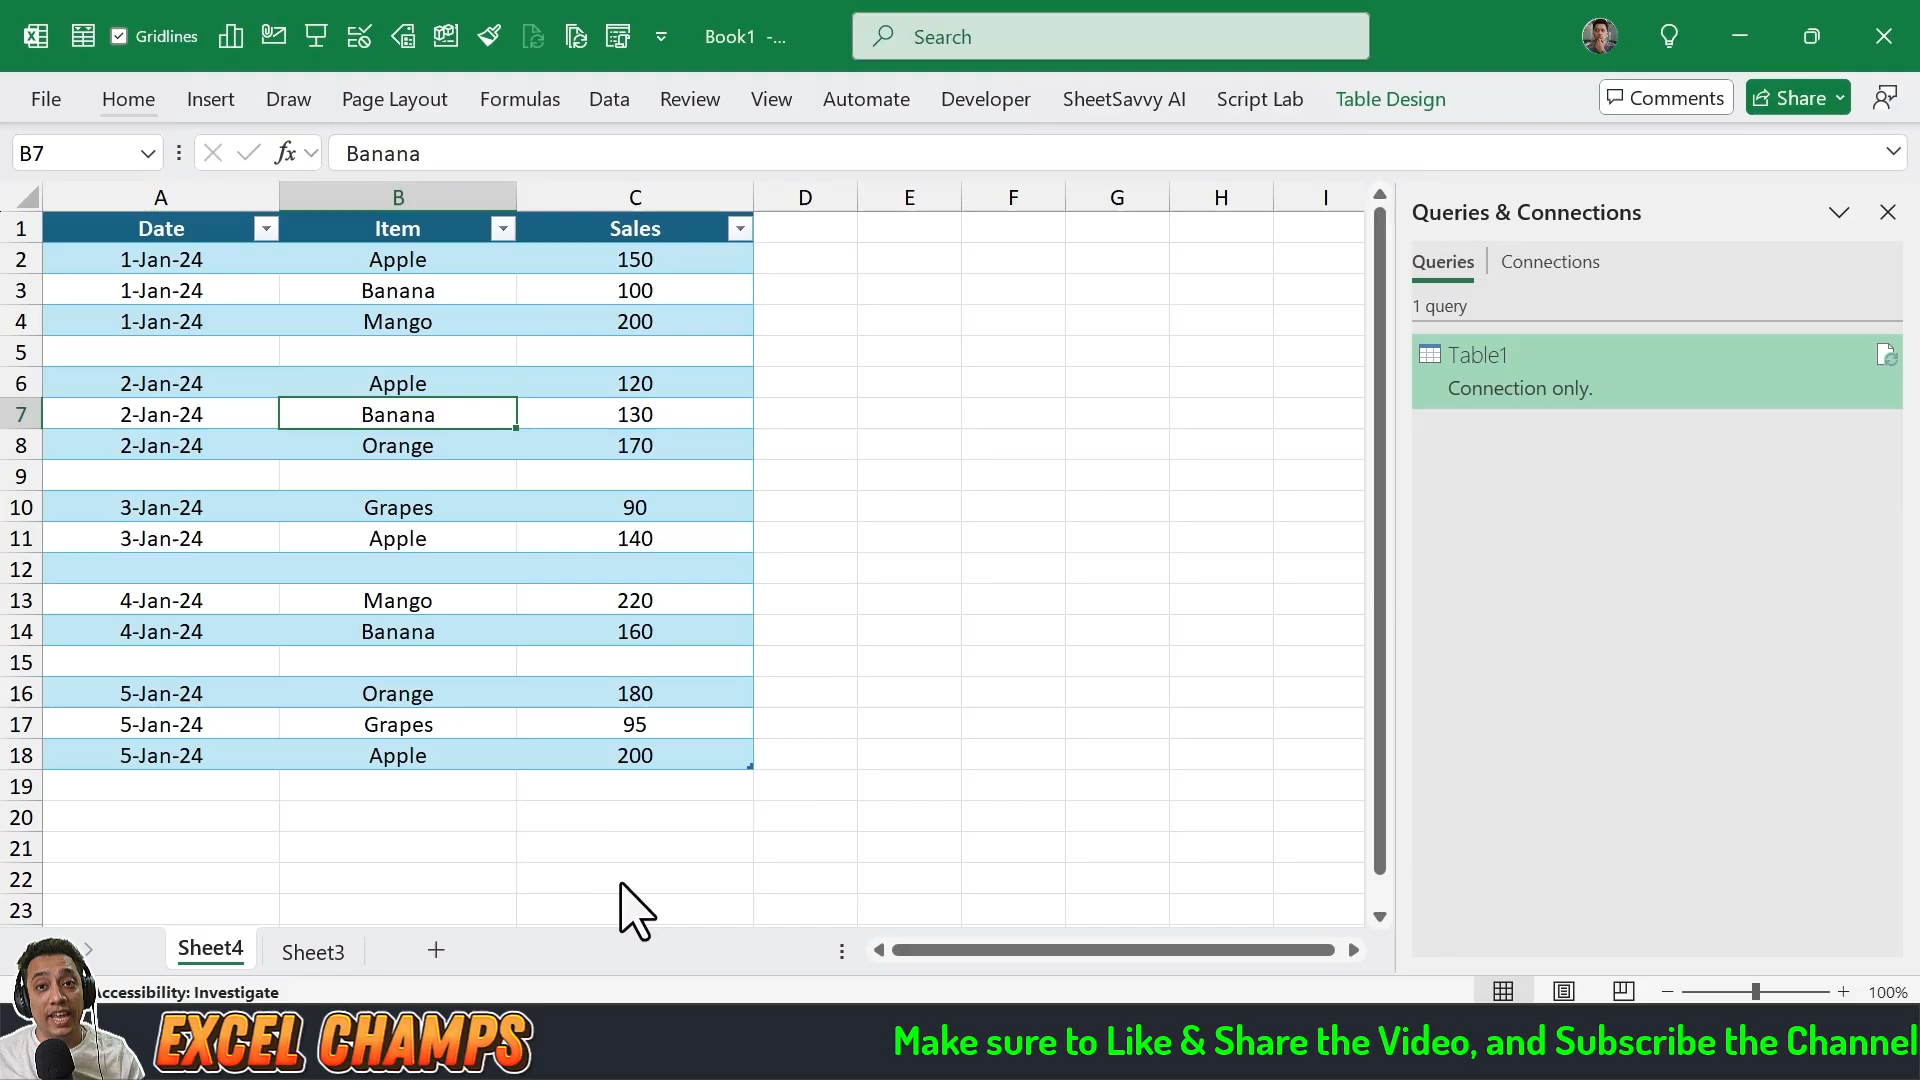 Gridlines Book1 -... Search
File Home Insert Draw Page Layout Formulas Data Review View Automate Developer SheetSavvy AI Script Lab Table Design Comments Share
B7 fx Banana
A B C D E F G H I
1 Date Item Sales
2 1-Jan-24 Apple 150
3 1-Jan-24 Banana 100
4 1-Jan-24 Mango 200
5
6 2-Jan-24 Apple 120
7 2-Jan-24 Banana 130
8 2-Jan-24 Orange 170
9
10 3-Jan-24 Grapes 90
11 3-Jan-24 Apple 140
12
13 4-Jan-24 Mango 220
14 4-Jan-24 Banana 160
15
16 5-Jan-24 Orange 180
17 5-Jan-24 Grapes 95
18 5-Jan-24 Apple 200
19
20
21
22
23
Queries & Connections
Queries Connections
1 query
Table1
Connection only.
Sheet4 Sheet3
Accessibility: Investigate 100%
EXCEL CHAMPS
Make sure to Like & Share the Video, and Subscribe the Channel